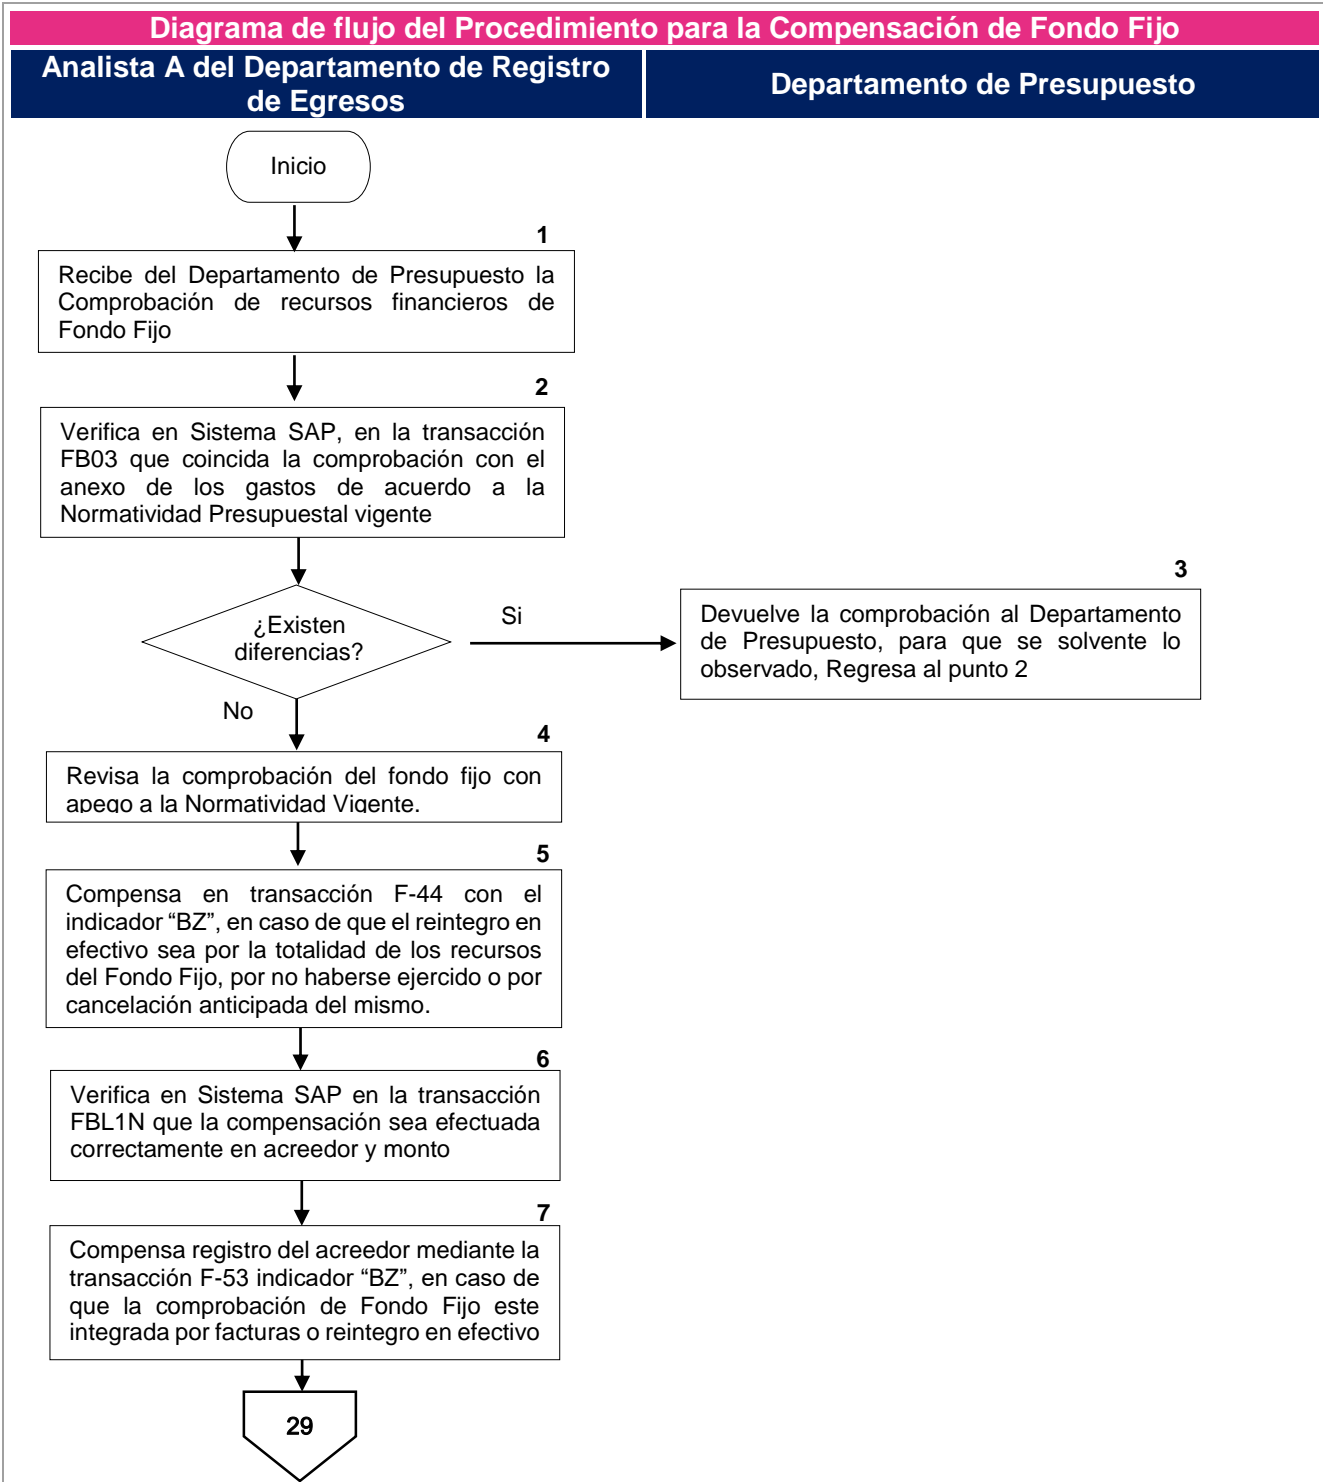 Diagrama de flujo del Procedimiento para la Compensación de Fondo Fijo
Analista A del Departamento de Registro
de Egresos
Departamento de Presupuesto
Inicio
1
Recibe del Departamento de Presupuesto la
Comprobación de recursos financieros de
Fondo Fijo
2
Verifica en Sistema SAP, en la transacción
FB03 que coincida la comprobación con el
anexo de los gastos de acuerdo a la
Normatividad Presupuestal vigente
¿Existen
diferencias?
Si
3
Devuelve la comprobación al Departamento
de Presupuesto, para que se solvente lo
observado, Regresa al punto 2
No
4
Revisa la comprobación del fondo fijo con
apego a la Normatividad Vigente.
5
Compensa en transacción F-44 con el
indicador “BZ”, en caso de que el reintegro en
efectivo sea por la totalidad de los recursos
del Fondo Fijo, por no haberse ejercido o por
cancelación anticipada del mismo.
6
Verifica en Sistema SAP en la transacción
FBL1N que la compensación sea efectuada
correctamente en acreedor y monto
7
Compensa registro del acreedor mediante la
transacción F-53 indicador “BZ”, en caso de
que la comprobación de Fondo Fijo este
integrada por facturas o reintegro en efectivo
29